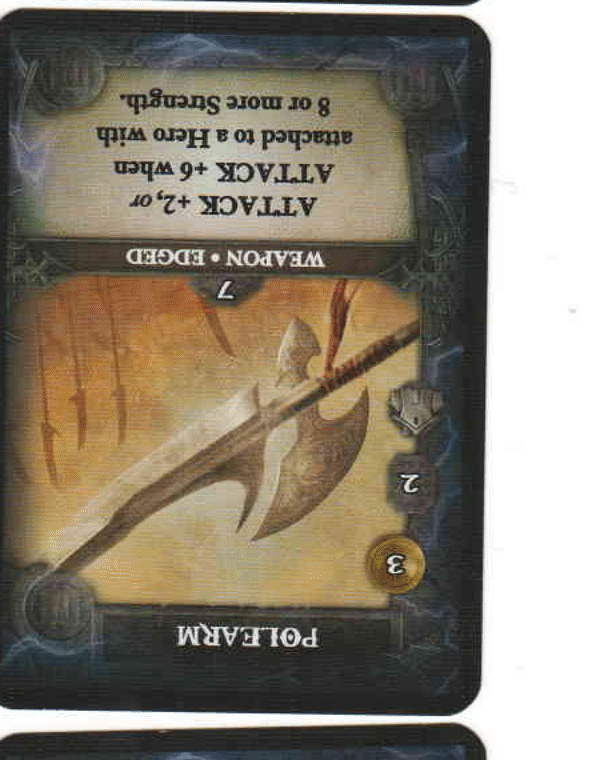 POLEARM
3
2
7
WEAPON • EDGED
ATTACK +2, or
ATTACK +6 when
attached to a Hero with
8 or more Strength.